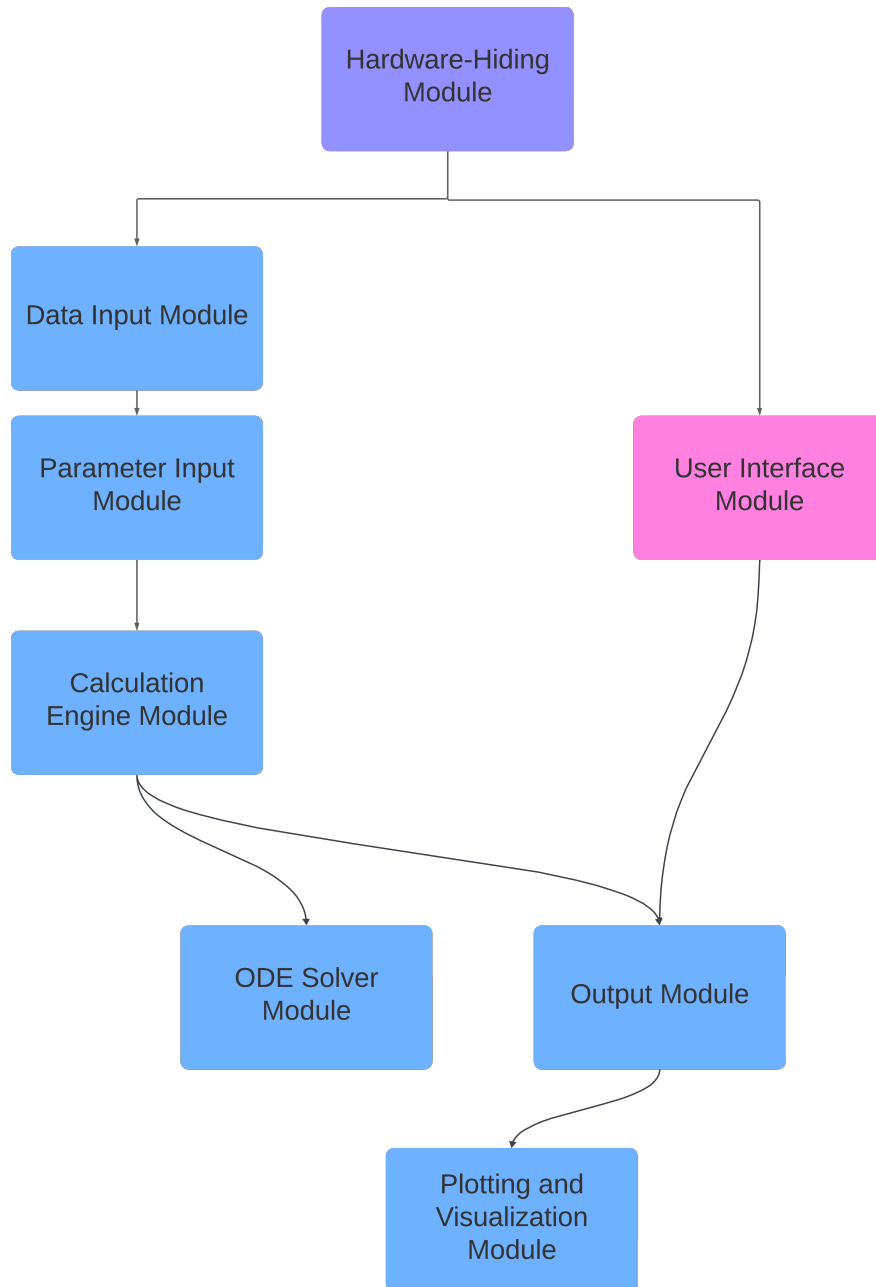 Hardware-Hiding
Module
Data Input Module
Parameter Input
Module
User Interface
Module
Calculation
Engine Module
ODE Solver
Module
Output Module
Plotting and
Visualization
Module